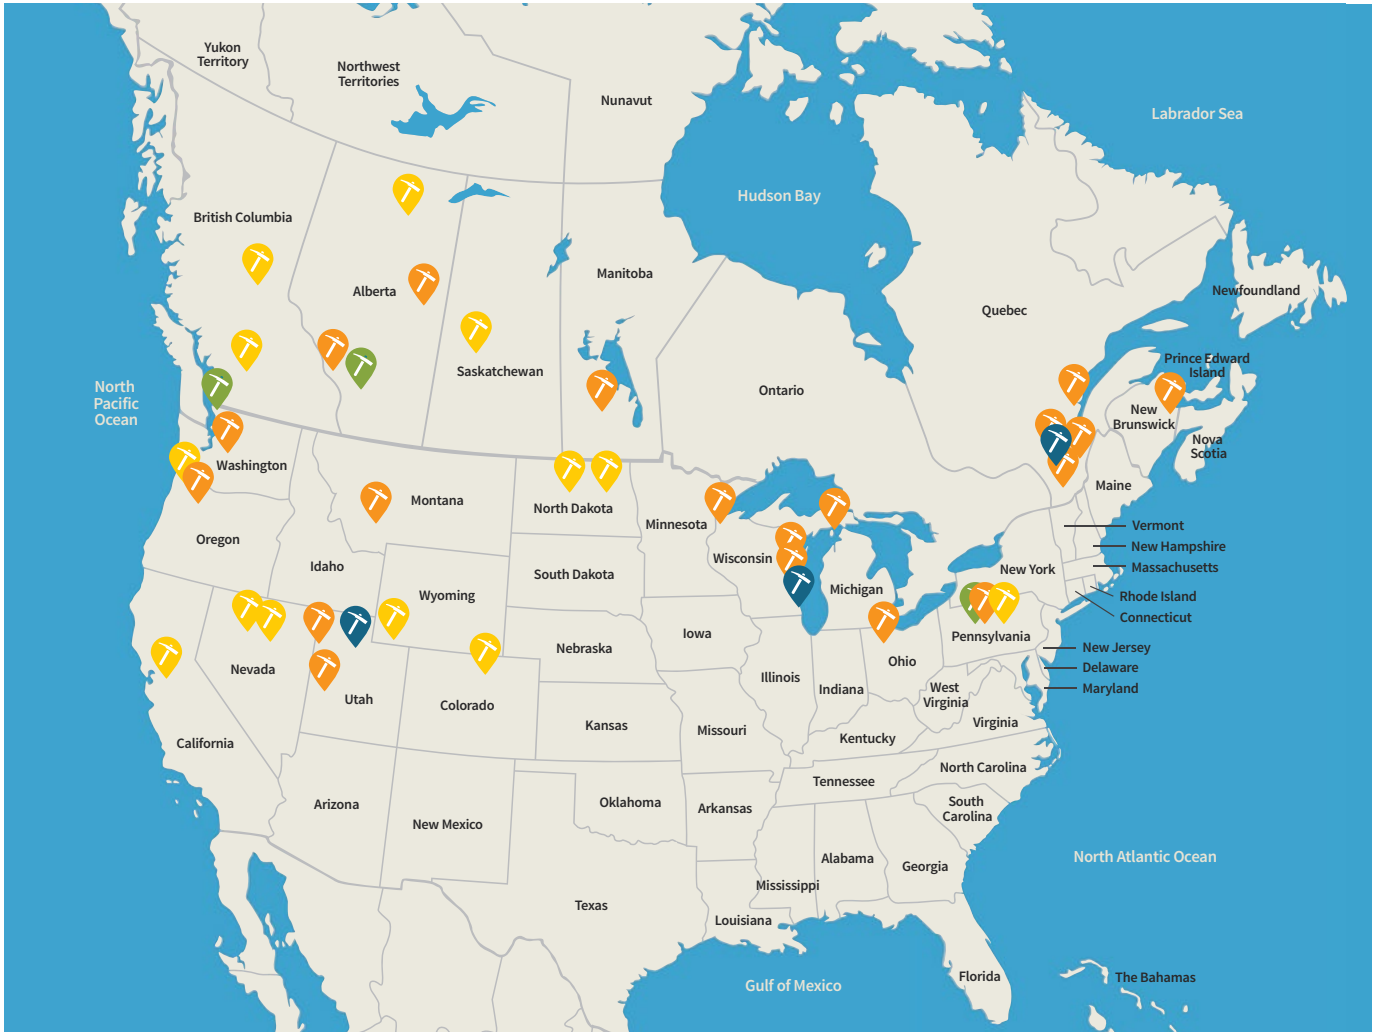 Yukon
Territory
Northwest
Territories
Nunavut
Labrador Sea
Hudson Bay
British Columbia
Alberta
Manitoba
Newfoundland
Quebec
Saskatchewan
Prince Edward
Island
North
Pacific
Ocean
Ontario
New
Brunswick
Nova
Scotia
Washington
Montana
North Dakota
Minnesota
Maine
Vermont
Oregon
Idaho
South Dakota
Wisconsin
New Hampshire
New York
Massachusetts
Wyoming
Michigan
Rhode Island
Connecticut
Iowa
Pennsylvania
Nebraska
New Jersey
Nevada
Ohio
Delaware
Utah
Colorado
Illinois
Indiana
West
Virginia
Maryland
Kansas
Missouri
Virginia
California
Kentucky
North Carolina
Tennessee
Arizona
Oklahoma
Arkansas
South
Carolina
New Mexico
Alabama
Georgia
North Atlantic Ocean
Mississippi
Texas
Louisiana
Florida
The Bahamas
Gulf of Mexico